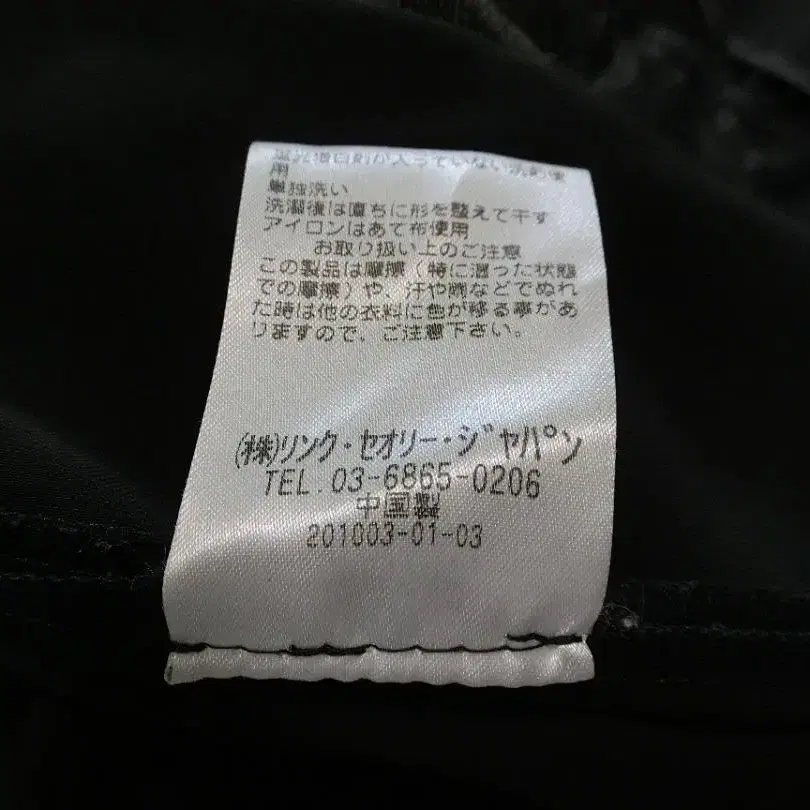 蛍光増白剤が入っていない洗剤使
用
単独洗い
洗濯後は直ちに形を整えて干す
アイロンはあて布使用
お取り扱い上のご注意
この製品は摩擦（特に湿った状態
での摩擦）や、汗や雨などでぬれ
た時は他の衣料に色が移る事があ
りますので、ご注意下さい。
(株)リンク・セオリー・ジャパン
TEL. 03-6865-0206
中国製
201003-01-03